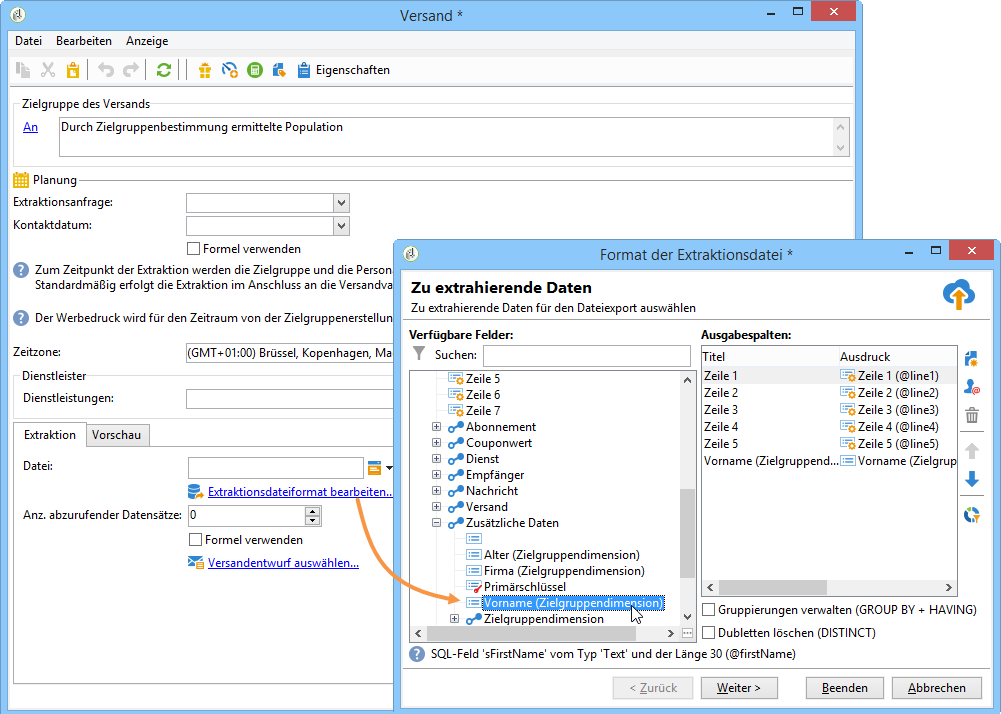 Versand *
Datei Bearbeiten Anzeige
Eigenschaften
Zielgruppe des Versands
An Durch Zielgruppenbestimmung ermittelte Population
Planung
Extraktionsanfrage:
Kontaktdatum:
Formel verwenden
Zum Zeitpunkt der Extraktion werden die Zielgruppe und die Persona
Standardmäßig erfolgt die Extraktion im Anschluss an die Versandva
Der Werbedruck wird für den Zeitraum von der Zielgruppenerstellun
Zeitzone: (GMT+01:00) Brüssel, Kopenhagen, Ma
Dienstleister
Dienstleistungen:
Extraktion Vorschau
Datei:
Extraktionsdateiformat bearbeiten...
Anz. abzurufender Datensätze: 0
Formel verwenden
Versandentwurf auswählen...
Format der Extraktionsdatei *
Zu extrahierende Daten
Zu extrahierende Daten für den Dateiexport auswählen
Verfügbare Felder:
Suchen:
Zeile 5
Zeile 6
Zeile 7
Abonnement
Couponwert
Dienst
Empfänger
Nachricht
Versand
Zusätzliche Daten
Alter (Zielgruppendimension)
Firma (Zielgruppendimension)
Primärschlüssel
Vorname (Zielgruppendimension)
Zielgruppendimension
Ausgabespalten:
Titel Ausdruck
Zeile 1 Zeile 1 (@line1)
Zeile 2 Zeile 2 (@line2)
Zeile 3 Zeile 3 (@line3)
Zeile 4 Zeile 4 (@line4)
Zeile 5 Zeile 5 (@line5)
Vorname (Zielgruppend... Vorname (Zielgrup
Gruppierungen verwalten (GROUP BY + HAVING)
Dubletten löschen (DISTINCT)
SQL-Feld 'sFirstName' vom Typ 'Text' und der Länge 30 (@firstName)
< Zurück Weiter > Beenden Abbrechen